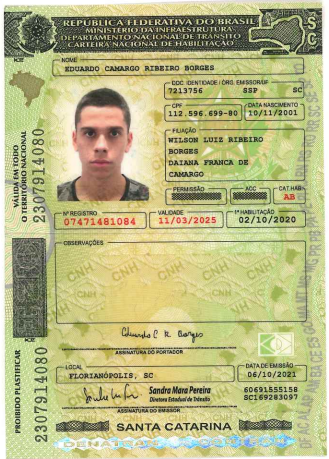 REPÚBLICA FEDERATIVA DO BRASIL
MINISTÉRIO DA INFRAESTRUTURA
DEPARTAMENTO NACIONAL DE TRÂNSITO
CARTEIRA NACIONAL DE HABILITAÇÃO
SC
NOME
EDUARDO CAMARGO RIBEIRO BORGES
DOC. IDENTIDADE / ÓRG. EMISSOR/UF
7213756 SSP SC
CPF
112.596.699-80
DATA NASCIMENTO
10/11/2001
FILIAÇÃO
WILSON LUIZ RIBEIRO
BORGES
DAIANA FRANCA DE
CAMARGO
PERMISSÃO
ACC
CAT.HAB.
AB
Nº REGISTRO
07471481084
VALIDADE
11/03/2025
1ª HABILITAÇÃO
02/10/2020
VÁLIDA EM TODO
O TERRITÓRIO NACIONAL
2307914080
OBSERVAÇÕES
CNH
Eduardo C. R. Borges
ASSINATURA DO PORTADOR
LOCAL
FLORIANÓPOLIS, SC
DATA DE EMISSÃO
06/10/2021
Sandra Mara Pereira
Diretora Estadual de Trânsito
ASSINATURA DO EMISSOR
60691555158
SC169283097
PROIBIDO PLASTIFICAR
2307914080
SANTA CATARINA